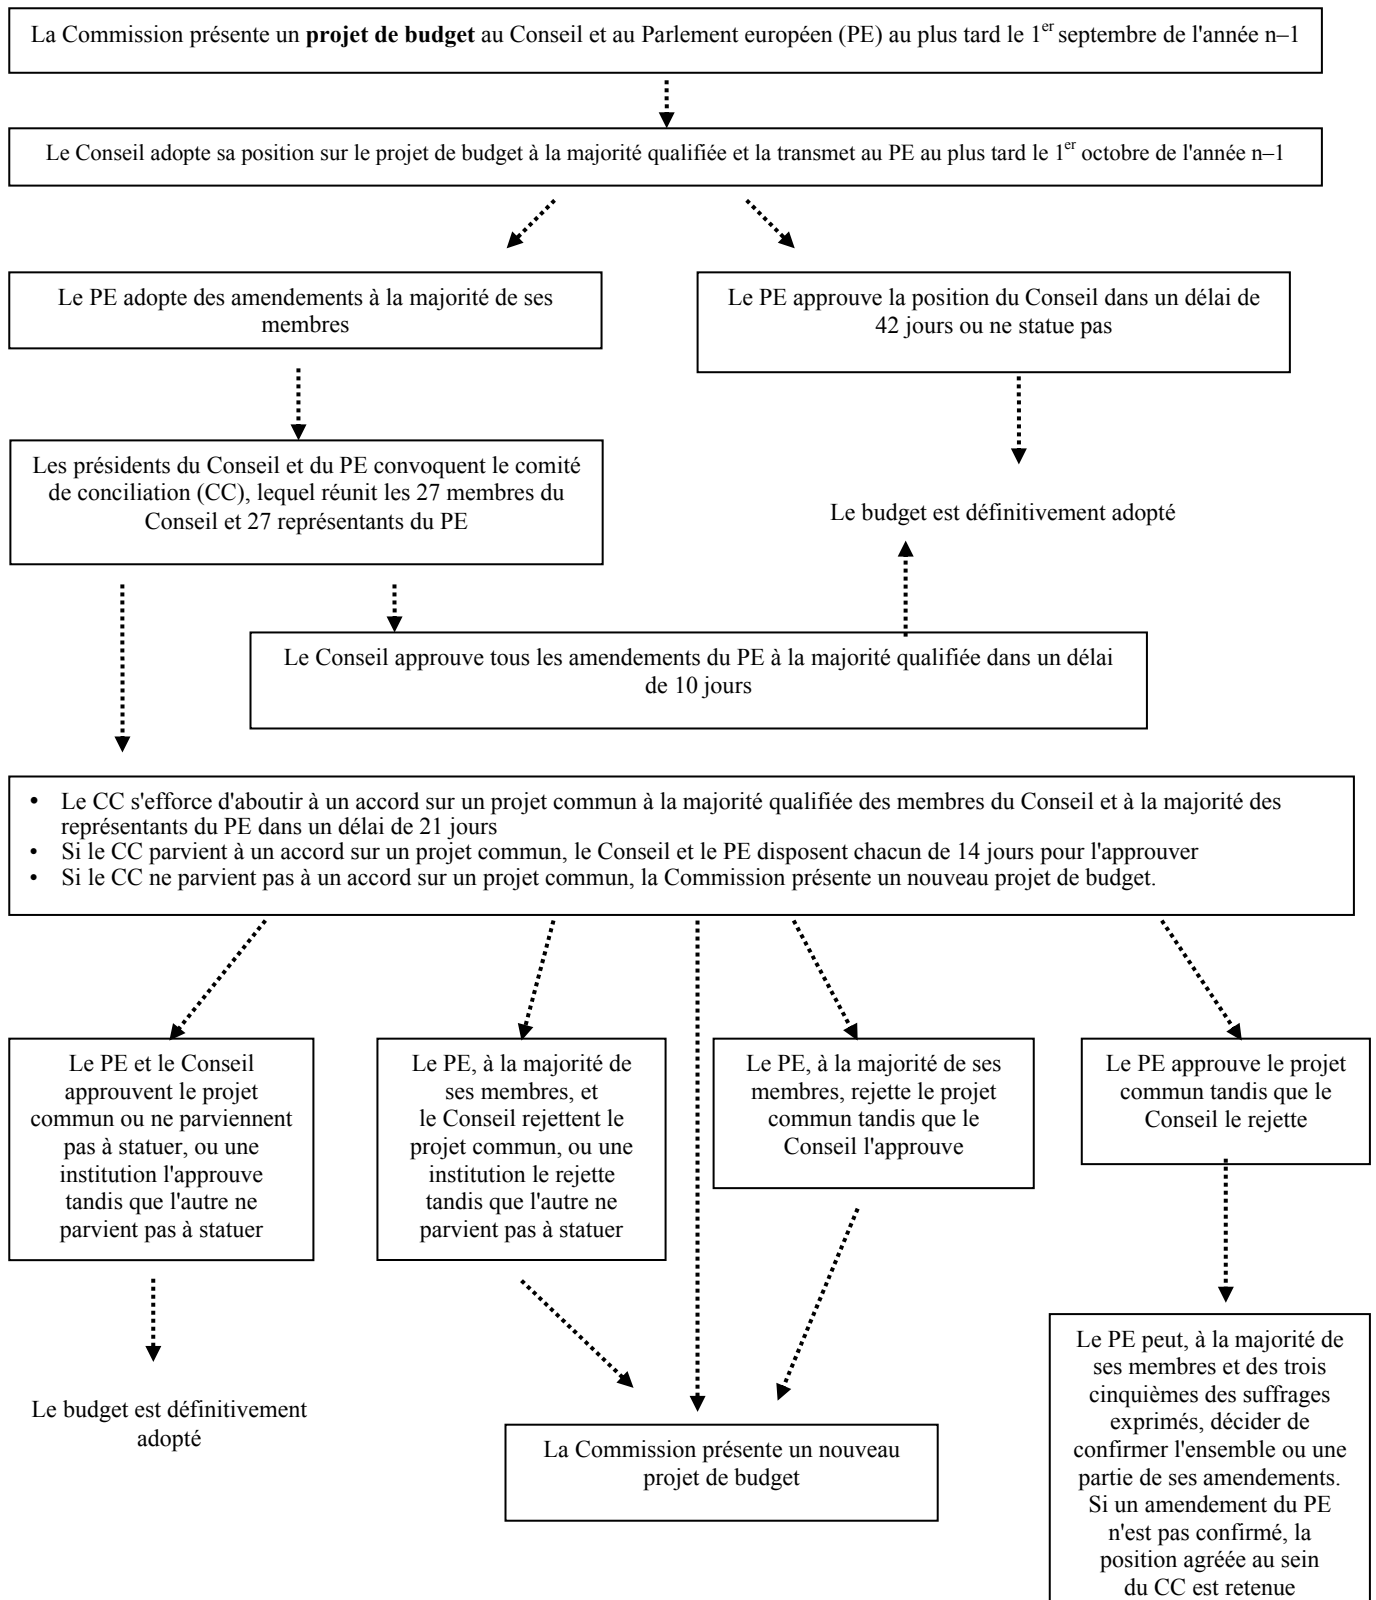 La Commission présente un projet de budget au Conseil et au Parlement européen (PE) au plus tard le 1er septembre de l'année n–1
Le Conseil adopte sa position sur le projet de budget à la majorité qualifiée et la transmet au PE au plus tard le 1er octobre de l'année n–1
Le PE adopte des amendements à la majorité de ses
membres
Le PE approuve la position du Conseil dans un délai de
42 jours ou ne statue pas
Les présidents du Conseil et du PE convoquent le comité
de conciliation (CC), lequel réunit les 27 membres du
Conseil et 27 représentants du PE
Le budget est définitivement adopté
Le Conseil approuve tous les amendements du PE à la majorité qualifiée dans un délai
de 10 jours
• Le CC s'efforce d'aboutir à un accord sur un projet commun à la majorité qualifiée des membres du Conseil et à la majorité des
représentants du PE dans un délai de 21 jours
• Si le CC parvient à un accord sur un projet commun, le Conseil et le PE disposent chacun de 14 jours pour l'approuver
• Si le CC ne parvient pas à un accord sur un projet commun, la Commission présente un nouveau projet de budget.
Le PE et le Conseil
approuvent le projet
commun ou ne parviennent
pas à statuer, ou une
institution l'approuve
tandis que l'autre ne
parvient pas à statuer
Le PE, à la majorité de
ses membres, et
le Conseil rejettent le
projet commun, ou une
institution le rejette
tandis que l'autre ne
parvient pas à statuer
Le PE, à la majorité de ses
membres, rejette le projet
commun tandis que le
Conseil l'approuve
Le PE approuve le projet
commun tandis que le
Conseil le rejette
Le budget est définitivement
adopté
La Commission présente un nouveau
projet de budget
Le PE peut, à la majorité de
ses membres et des trois
cinquièmes des suffrages
exprimés, décider de
confirmer l'ensemble ou une
partie de ses amendements.
Si un amendement du PE
n'est pas confirmé, la
position agréée au sein
du CC est retenue